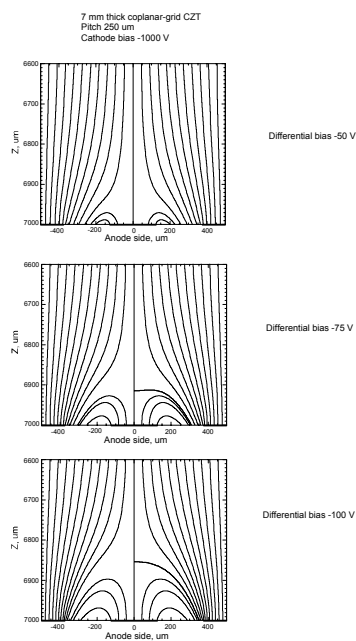 7 mm thick coplanar-grid CZT
Pitch 250 um
Cathode bias -1000 V
6600
6700
6800
6900
7000
Z, um
-400 -200 0 200 400
Anode side, um
Differential bias -50 V
6600
6700
6800
6900
7000
Z, um
-400 -200 0 200 400
Anode side, um
Differential bias -75 V
6600
6700
6800
6900
7000
Z, um
-400 -200 0 200 400
Anode side, um
Differential bias -100 V